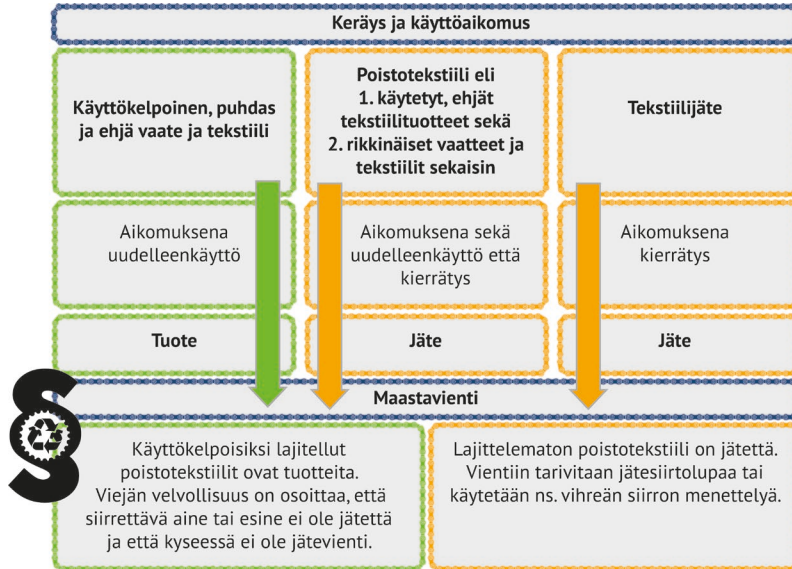 Keräys ja käyttöaikomus
Käyttökelpoinen, puhdas
ja ehjä vaate ja tekstiili
Poistotekstiili eli
1. käytetyt, ehjät
tekstiilituotteet sekä
2. rikkinäiset vaatteet ja
tekstiilit sekaisin
Tekstiilijäte
Aikomuksena
uudelleenkäyttö
Aikomuksena sekä
uudelleenkäyttö että
kierrätys
Aikomuksena
kierrätys
Tuote
Jäte
Jäte
Maastavienti
Käyttökelpoisiksi lajitellut
poistotekstiilit ovat tuotteita.
Viejän velvollisuus on osoittaa, että
siirrettävä aine tai esine ei ole jätettä
ja että kyseessä ei ole jätevienti.
Lajittelematon poistotekstiili on jätettä.
Vientiin tarivitaan jätesiirtolupaa tai
käytetään ns. vihreän siirron menettelyä.